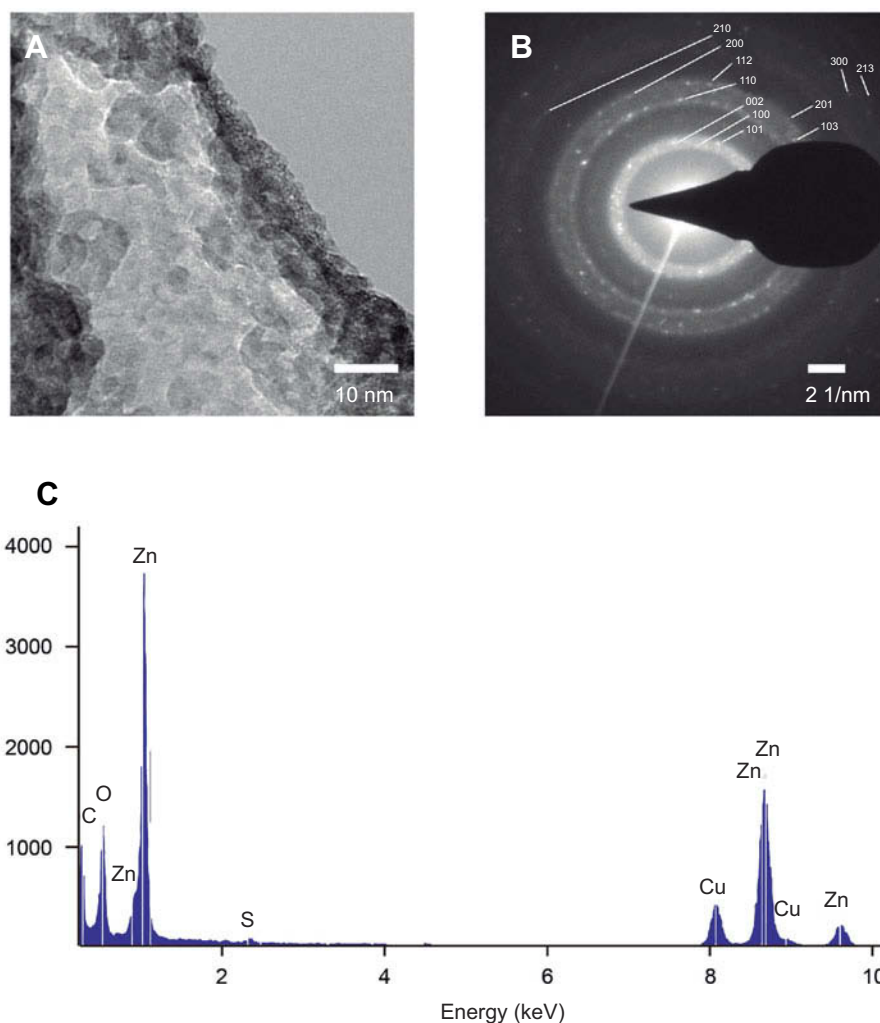 A
10 nm
B
210
200
112
110
002
100
101
300
213
201
103
2 1/nm
C
4000
3000
2000
1000
Zn
O
C
Zn
S
Zn
Zn
Cu
Cu
Zn
2
4
6
8
10
Energy (keV)